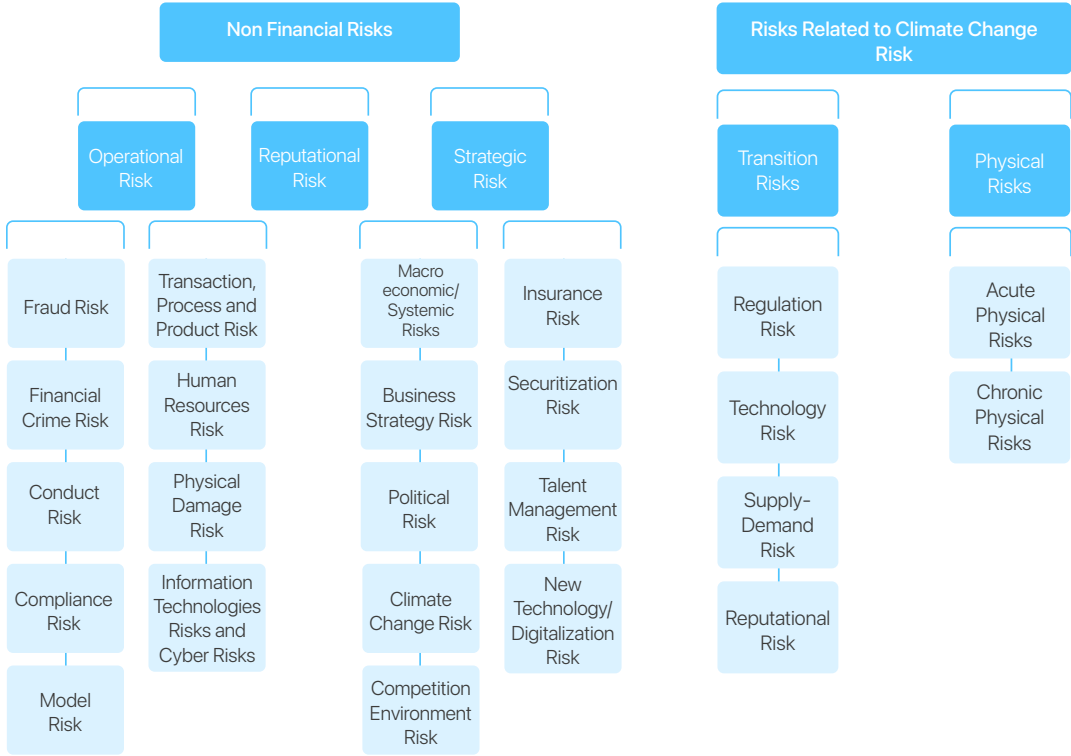 Non Financial Risks
Operational
Risk
Reputational
Risk
Strategic
Risk
Fraud Risk
Financial
Crime Risk
Conduct
Risk
Compliance
Risk
Model
Risk
Transaction,
Process and
Product Risk
Human
Resources
Risk
Physical
Damage
Risk
Information
Technologies
Risks and
Cyber Risks
Macro
economic/
Systemic
Risks
Business
Strategy Risk
Political
Risk
Climate
Change Risk
Competition
Environment
Risk
Insurance
Risk
Securitization
Risk
Talent
Management
Risk
New
Technology/
Digitalization
Risk
Risks Related to Climate Change
Risk
Transition
Risks
Physical
Risks
Regulation
Risk
Technology
Risk
Supply-
Demand
Risk
Reputational
Risk
Acute
Physical
Risks
Chronic
Physical
Risks